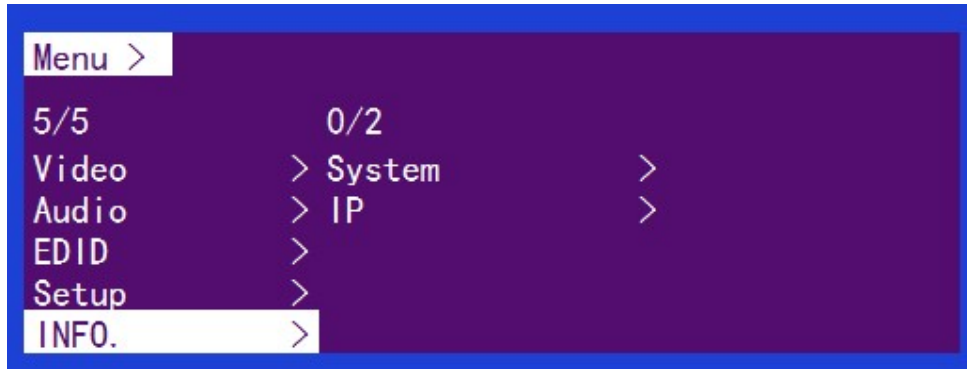 Menu >
5/5 0/2
Video > System >
Audio > IP >
EDID >
Setup >
INFO. >